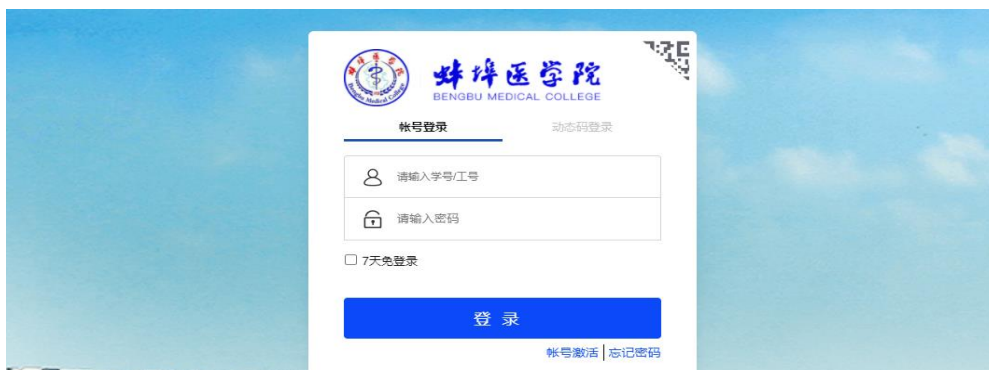 蚌埠医学院
BENGBU MEDICAL COLLEGE
帐号登录
动态码登录
请输入学号/工号
请输入密码
7天免登录
登 录
帐号激活 | 忘记密码